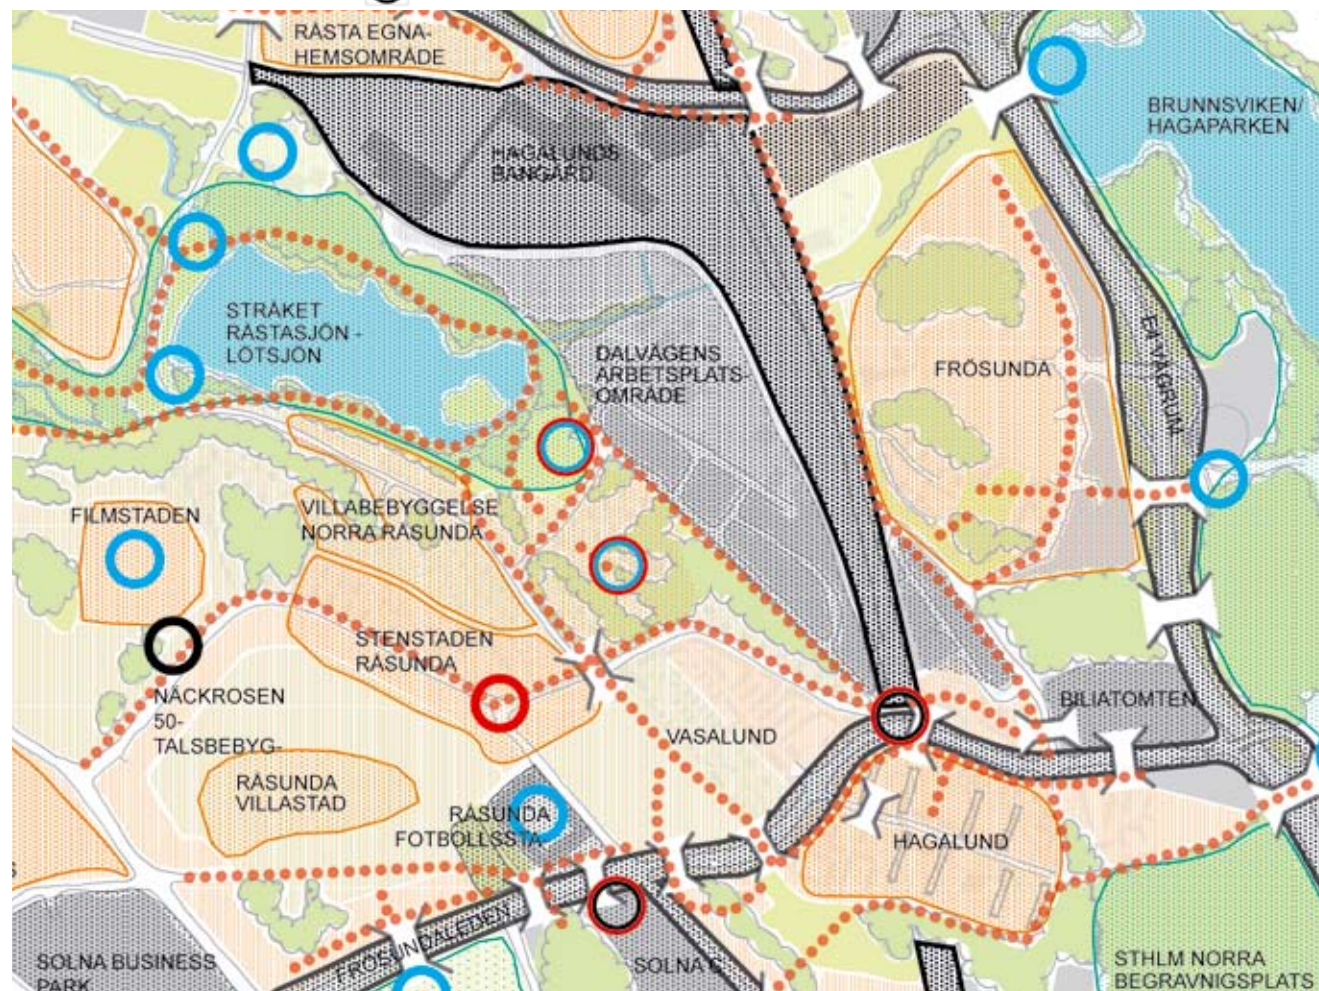 RÅSTA EGNA-
HEMSOMRÅDE
BRUNNSVIKEN/
HAGAPARKEN
HAGALUNDS
BANGÅRD
STRÅKET
RÅSTASJÖN -
LÖTSJÖN
DALVÄGENS
ARBETSPLATS-
OMRÅDE
FRÖSUNDA
E4 VÄGRUM
FILMSTADEN
VILLABEBYGGELSE
NORRA RÅSUNDA
STENSTADEN
RÅSUNDA
NÄCKROSEN
50-
TALSBEBYG-
BILIATOMTEN
VASALUND
RÅSUNDA
VILLASTAD
RÅSUNDA
FOTBOLLSSTA
HAGALUND
FRÖSUNDALEDEN
SOLNA BUSINESS
PARK
SOLNA C
STHLM NORRA
BEGRAVNIGSPLATS